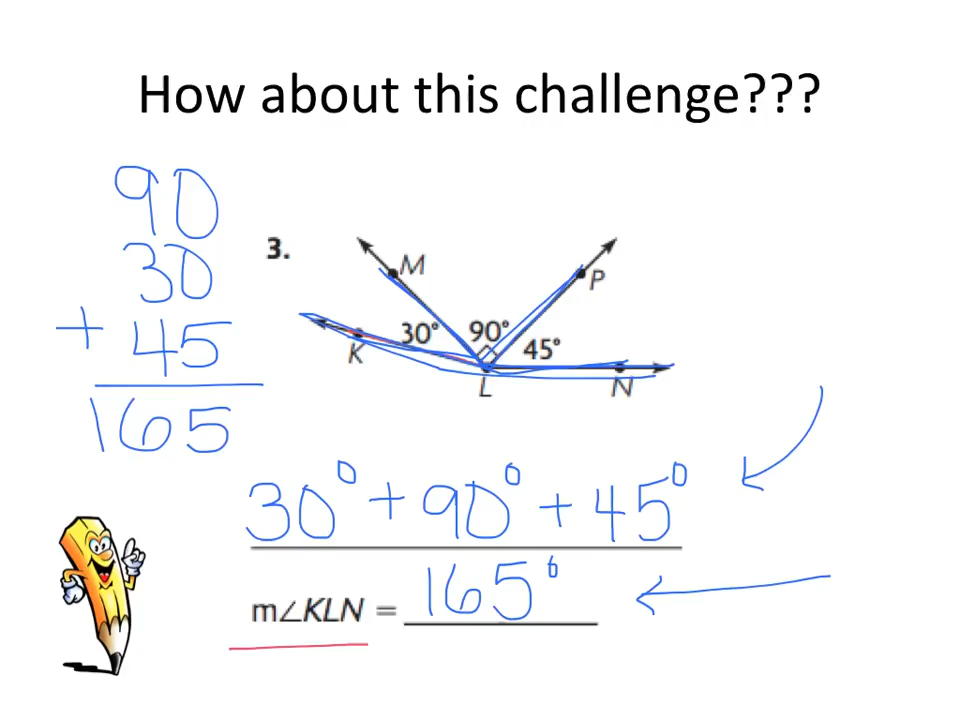 How about this challenge???
90
30
+ 45
165
3.
M
P
30°
90°
45°
K
L
N
30° + 90° + 45°
m∠KLN = 165°